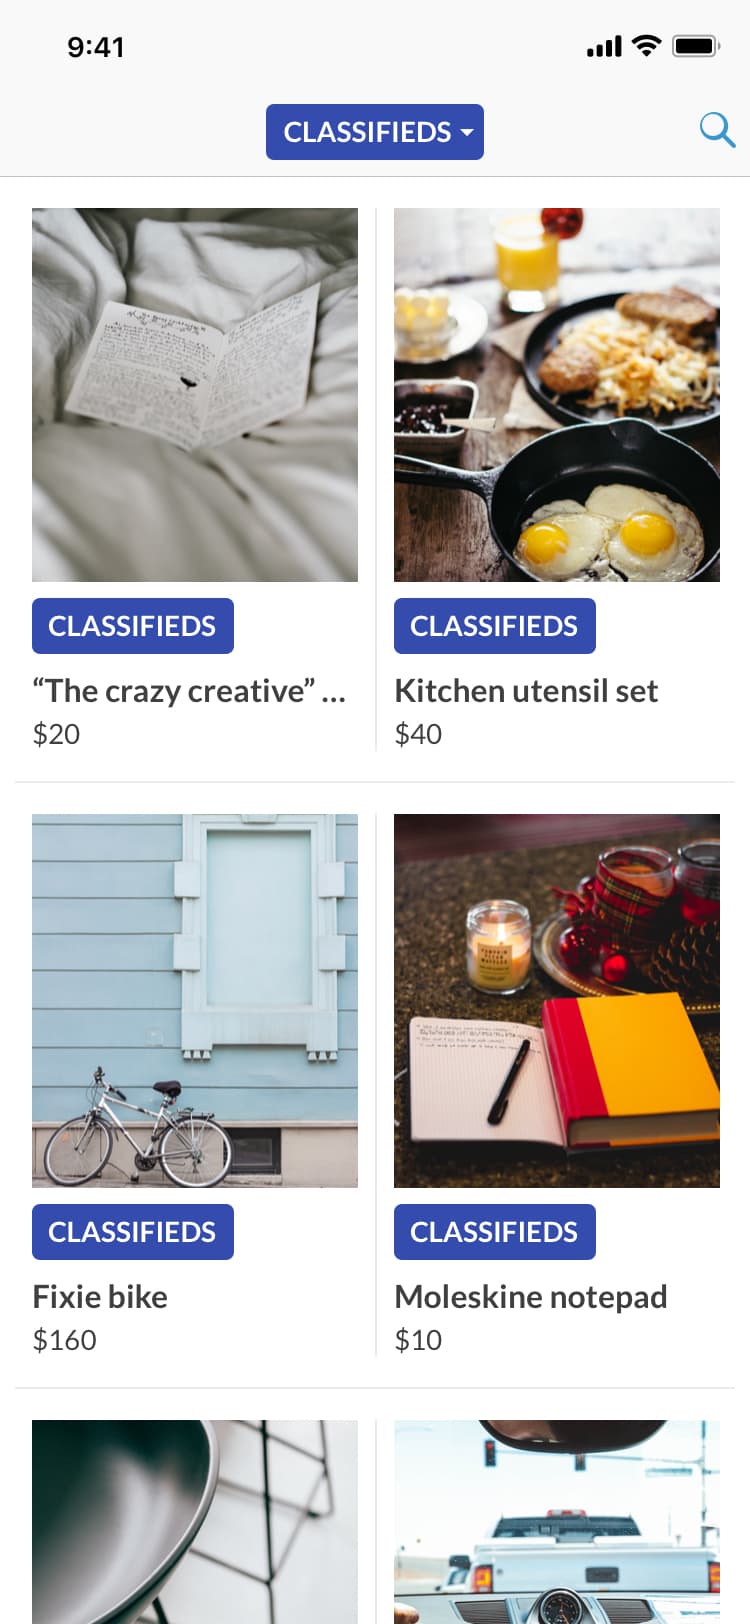 9:41
CLASSIFIEDS
CLASSIFIEDS
CLASSIFIEDS
“The crazy creative” ...
Kitchen utensil set
$20
$40
CLASSIFIEDS
CLASSIFIEDS
Fixie bike
Moleskine notepad
$160
$10